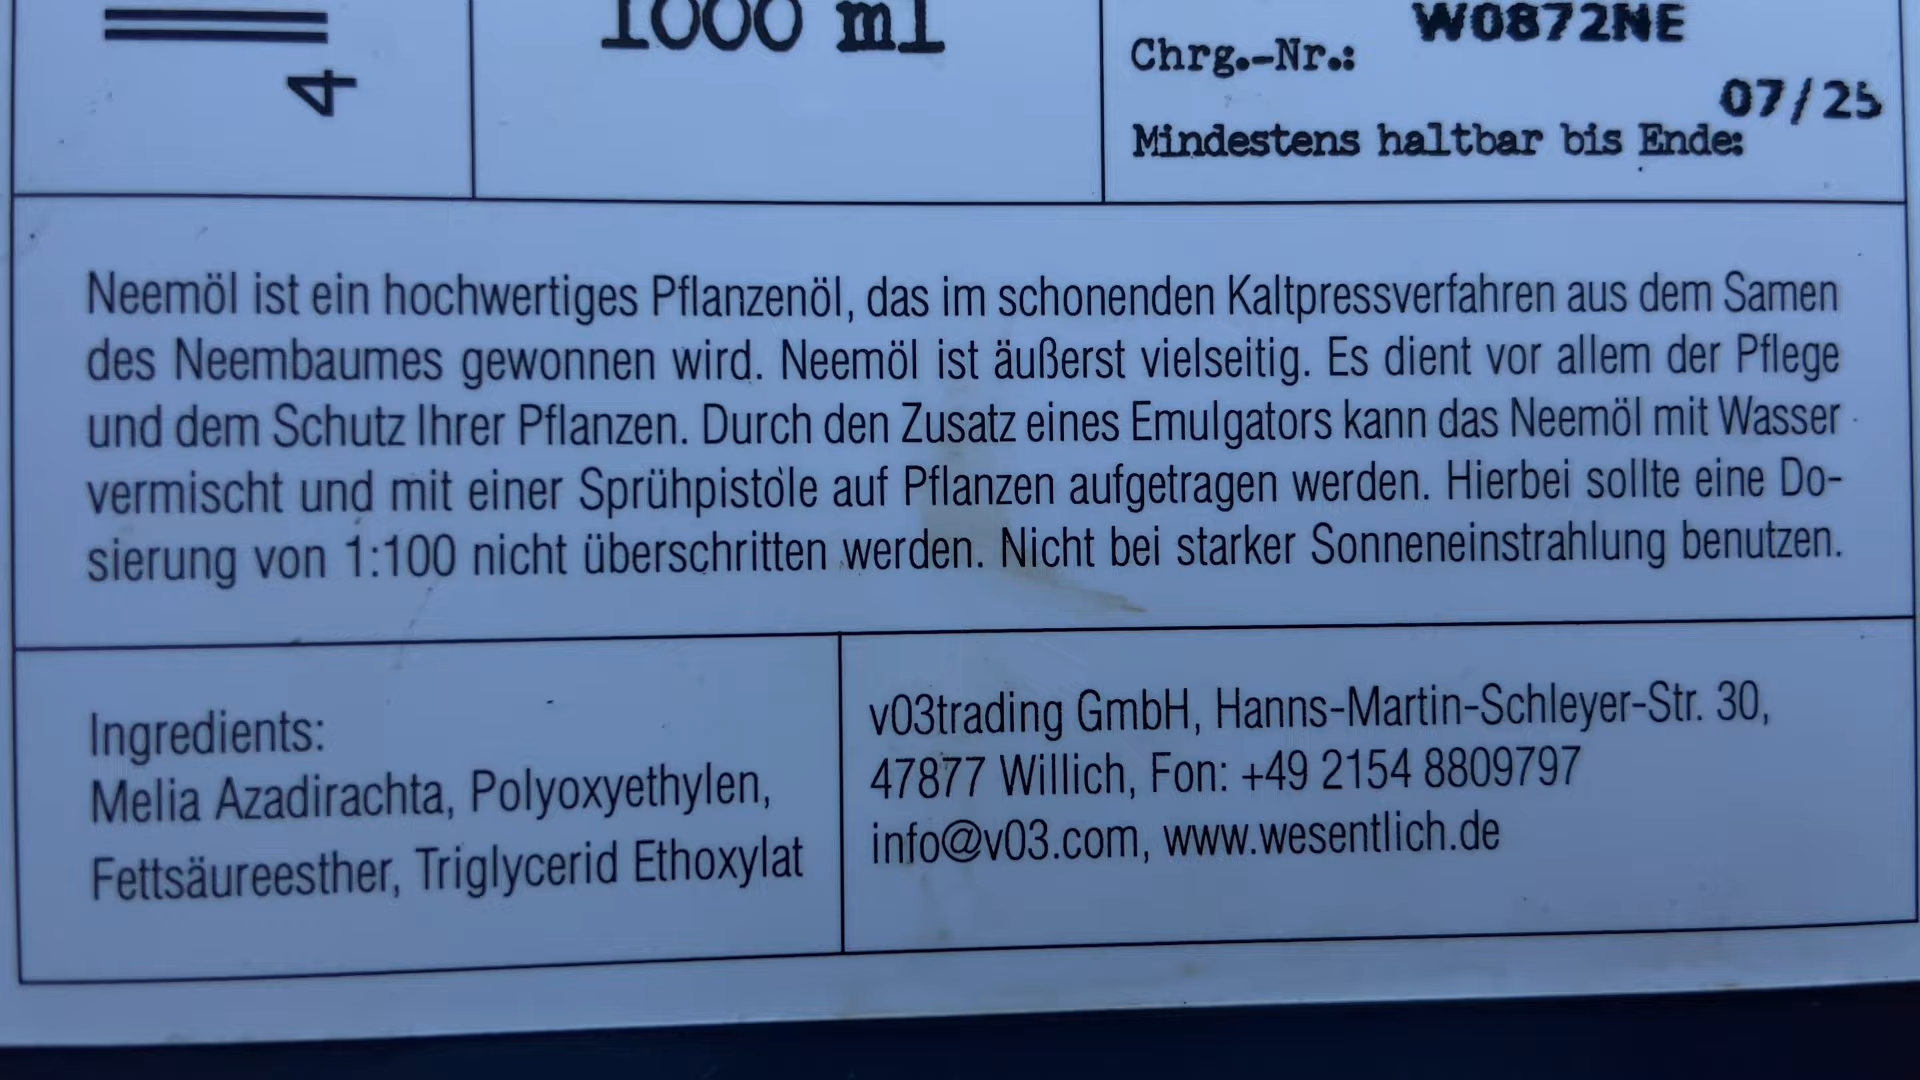 4
1000 ml
W0872NE
Chrg.-Nr.:
07/25
Mindestens haltbar bis Ende:
Neemöl ist ein hochwertiges Pflanzenöl, das im schonenden Kaltpressverfahren aus dem Samen
des Neembaumes gewonnen wird. Neemöl ist äußerst vielseitig. Es dient vor allem der Pflege
und dem Schutz Ihrer Pflanzen. Durch den Zusatz eines Emulgators kann das Neemöl mit Wasser
vermischt und mit einer Sprühpistole auf Pflanzen aufgetragen werden. Hierbei sollte eine Do-
sierung von 1:100 nicht überschritten werden. Nicht bei starker Sonneneinstrahlung benutzen.
Ingredients:
Melia Azadirachta, Polyoxyethylen,
Fettsäureesther, Triglycerid Ethoxylat
v03trading GmbH, Hanns-Martin-Schleyer-Str. 30,
47877 Willich, Fon: +49 2154 8809797
info@v03.com, www.wesentlich.de